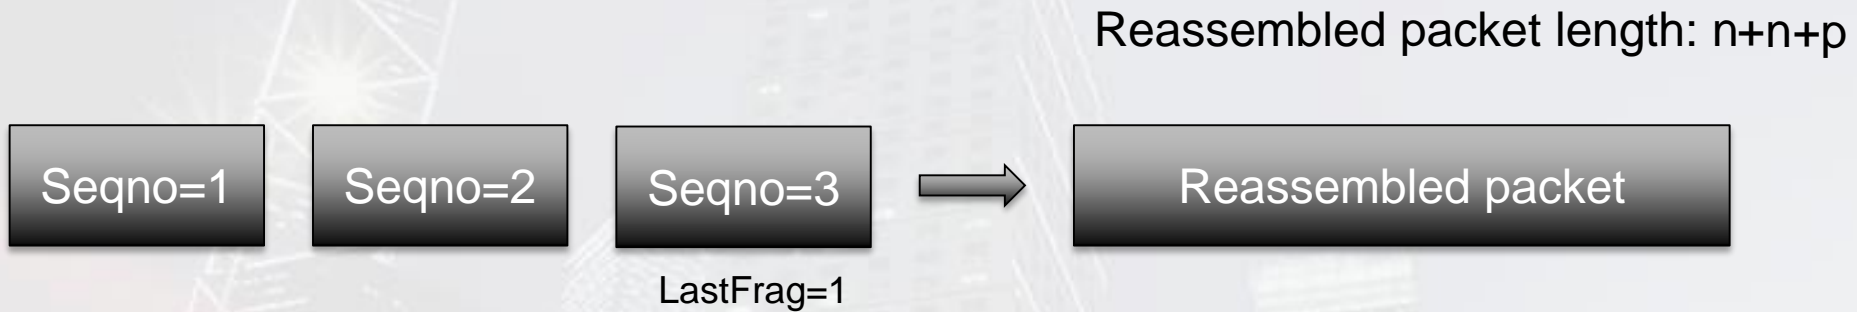 Reassembled packet length: n+n+p
Seqno=1
Seqno=2
Seqno=3
Reassembled packet
LastFrag=1